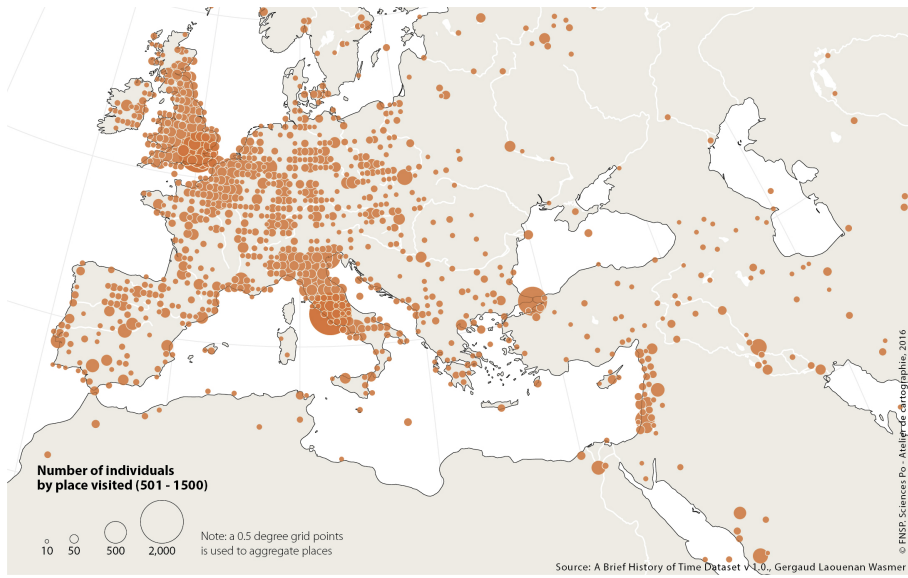 Number of individuals
by place visited (501 - 1500)
10 50 500 2,000
Note: a 0.5 degree grid points
is used to aggregate places
Source: A Brief History of Time Dataset v 1.0., Gergaud Laouenan Wasmer
© FNSP. Sciences Po - Atelier de cartographie, 2016